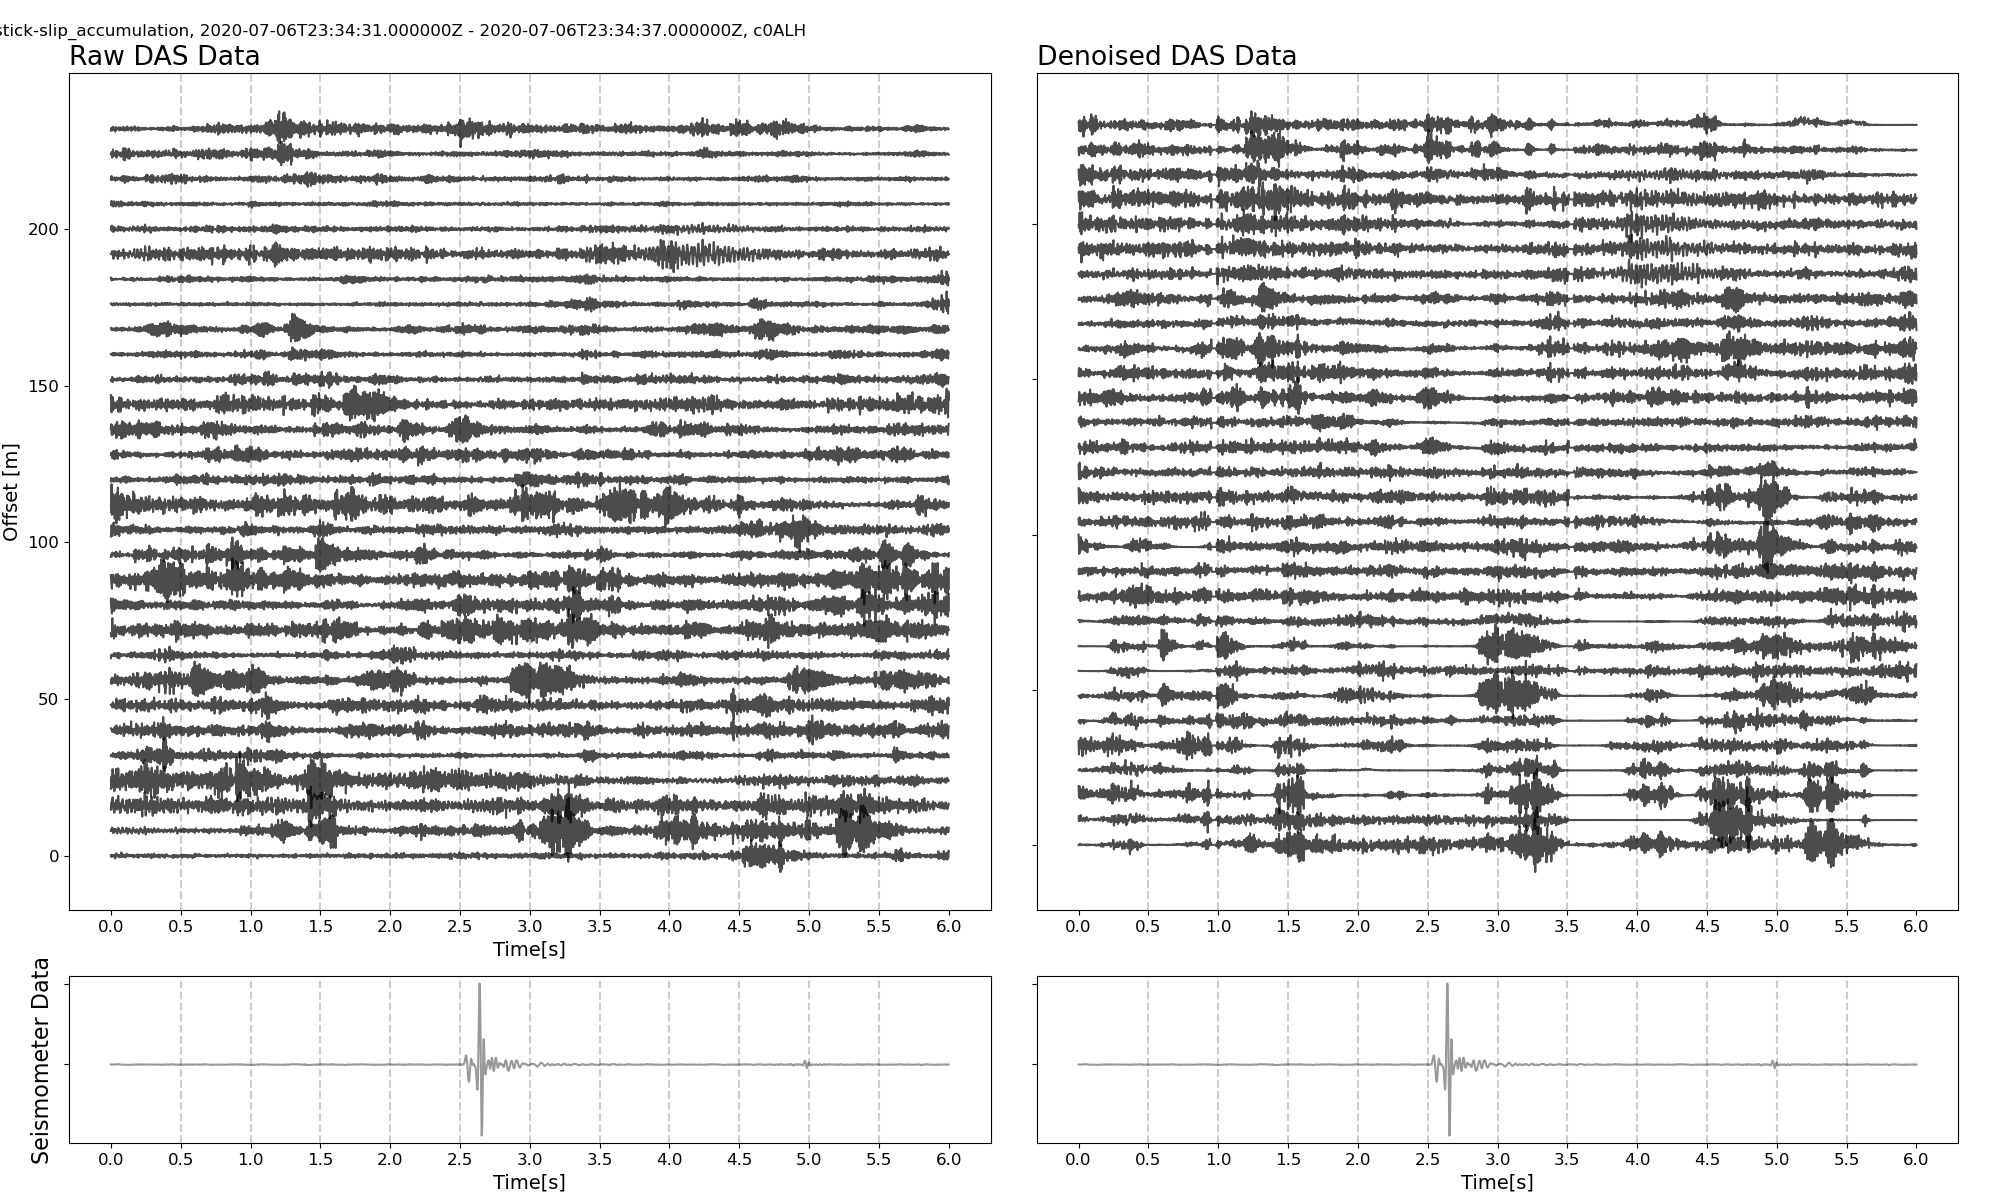 stick-slip_accumulation, 2020-07-06T23:34:31.000000Z - 2020-07-06T23:34:37.000000Z, c0ALH
Raw DAS Data
Denoised DAS Data
Offset [m]
200
150
100
50
0
0.0 0.5 1.0 1.5 2.0 2.5 3.0 3.5 4.0 4.5 5.0 5.5 6.0
Time[s]
0.0 0.5 1.0 1.5 2.0 2.5 3.0 3.5 4.0 4.5 5.0 5.5 6.0
Seismometer Data
0.0 0.5 1.0 1.5 2.0 2.5 3.0 3.5 4.0 4.5 5.0 5.5 6.0
Time[s]
0.0 0.5 1.0 1.5 2.0 2.5 3.0 3.5 4.0 4.5 5.0 5.5 6.0
Time[s]